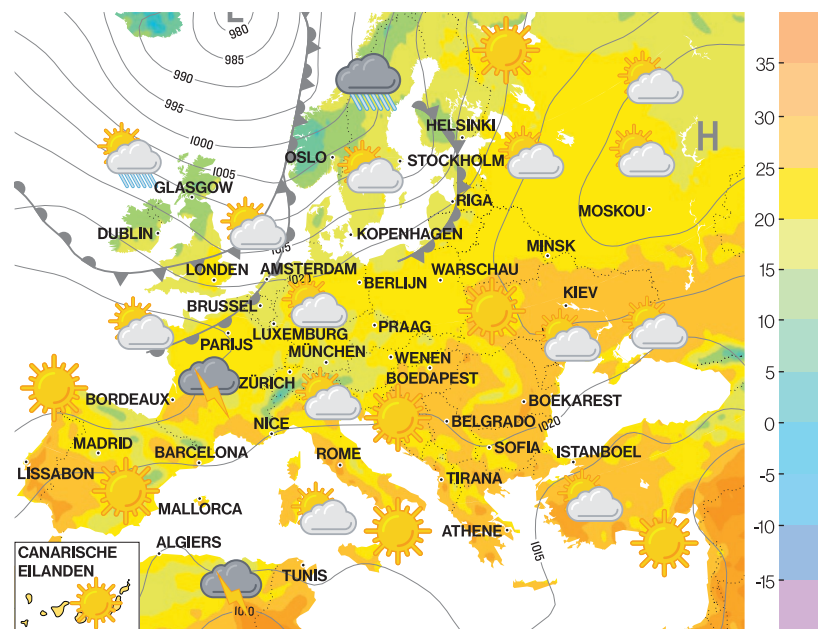 L
980
985
990
995
1000
1005
1015
1020
H
HELSINKI
OSLO
STOCKHOLM
GLASGOW
RIGA
MOSKOU
DUBLIN
KOPENHAGEN
MINSK
LONDEN
AMSTERDAM
BERLIJN
WARSCHAU
KIEV
BRUSSEL
LUXEMBURG
PRAAG
PARIJS
MÜNCHEN
WENEN
ZÜRICH
BOEDAPEST
BORDEAUX
BOEKAREST
NICE
BELGRADO
1020
MADRID
BARCELONA
ROME
SOFIA
ISTANBOEL
LISSABON
TIRANA
MALLORCA
ATHENE
ALGIERS
1015
CANARISCHE
EILANDEN
TUNIS
35
30
25
20
15
10
5
0
-5
-10
-15